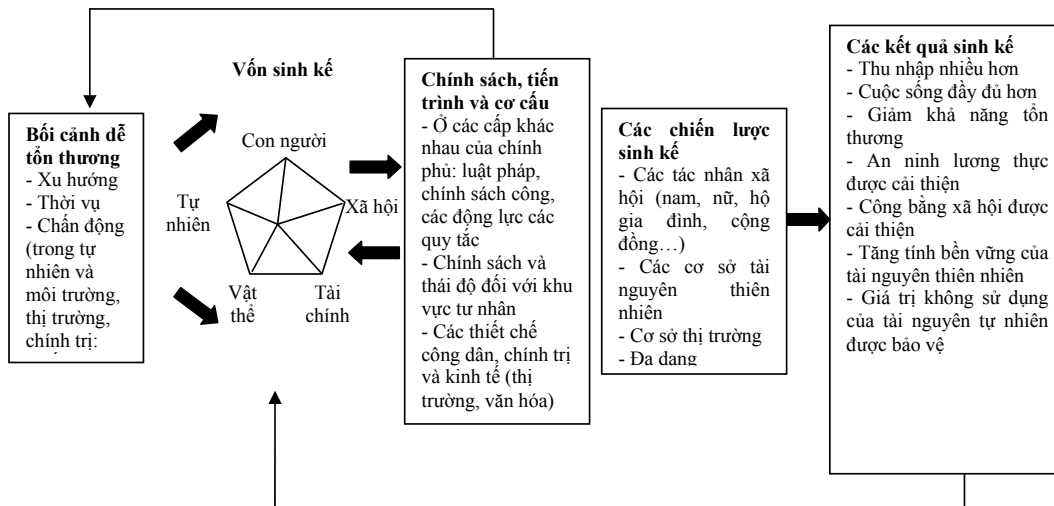 Bối cảnh dễ
tổn thương
- Xu hướng
- Thời vụ
- Chấn động
(trong tự
nhiên và
môi trường,
thị trường,
chính trị:
Vốn sinh kế
Con người
Tự
nhiên
Xã hội
Vật
thể
Tài
chính
Chính sách, tiến
trình và cơ cấu
- Ở các cấp khác
nhau của chính
phủ: luật pháp,
chính sách công,
các động lực các
quy tắc
- Chính sách và
thái độ đối với khu
vực tư nhân
- Các thiết chế
công dân, chính trị
và kinh tế (thị
trường, văn hóa)
Các chiến lược
sinh kế
- Các tác nhân xã
hội (nam, nữ, hộ
gia đình, cộng
đồng…)
- Các cơ sở tài
nguyên thiên
nhiên
- Cơ sở thị trường
- Đa dạng
Các kết quả sinh kế
- Thu nhập nhiều hơn
- Cuộc sống đầy đủ hơn
- Giảm khả năng tổn
thương
- An ninh lương thực
được cải thiện
- Công bằng xã hội được
cải thiện
- Tăng tính bền vững của
tài nguyên thiên nhiên
- Giá trị không sử dụng
của tài nguyên tự nhiên
được bảo vệ